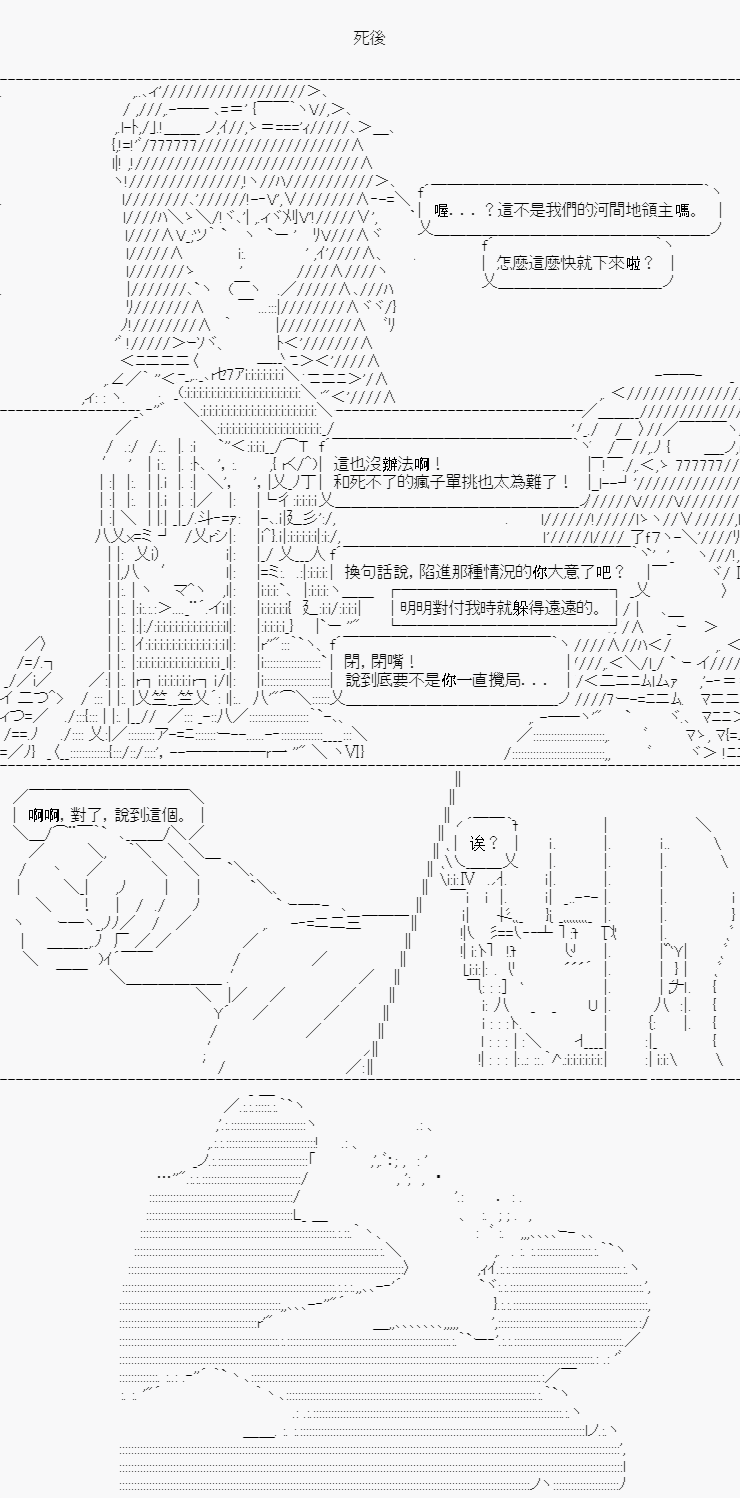 死後
喔．．．？這不是我們的河間地領主嗎。
怎麼這麼快就下來啦？
這也沒辦法啊！
和死不了的瘋子單挑也太為難了！
換句話說，陷進那種情況的你大意了吧？
明明對付我時就躲得遠遠的。
閉，閉嘴！
說到底要不是你一直攪局．．．
啊啊，對了，說到這個。
诶？